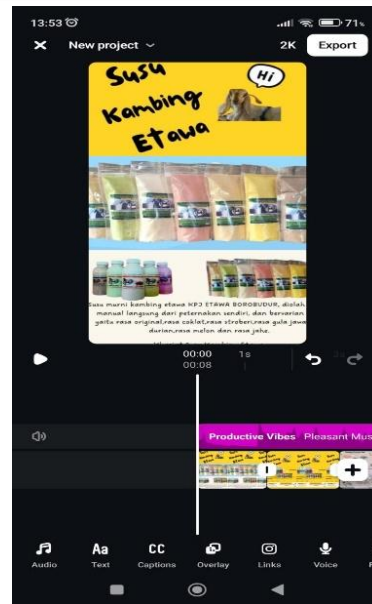 13:53 71%
New project 2K Export
Susu
Kambing
Etawa
Hi
Susu murni kambing etawa KPJ ETAWA BOROBUDUR, diolah
manual langsung dari peternakan sendiri, dan bervarian
yaitu rasa original,rasa coklat,rasa stroberi,rasa gula jawa
durian,rasa melon dan rasa jahe.
00:00 1s
00:08
Productive Vibes Pleasant Mus
Audio Text Captions Overlay Links Voice
Aa CC